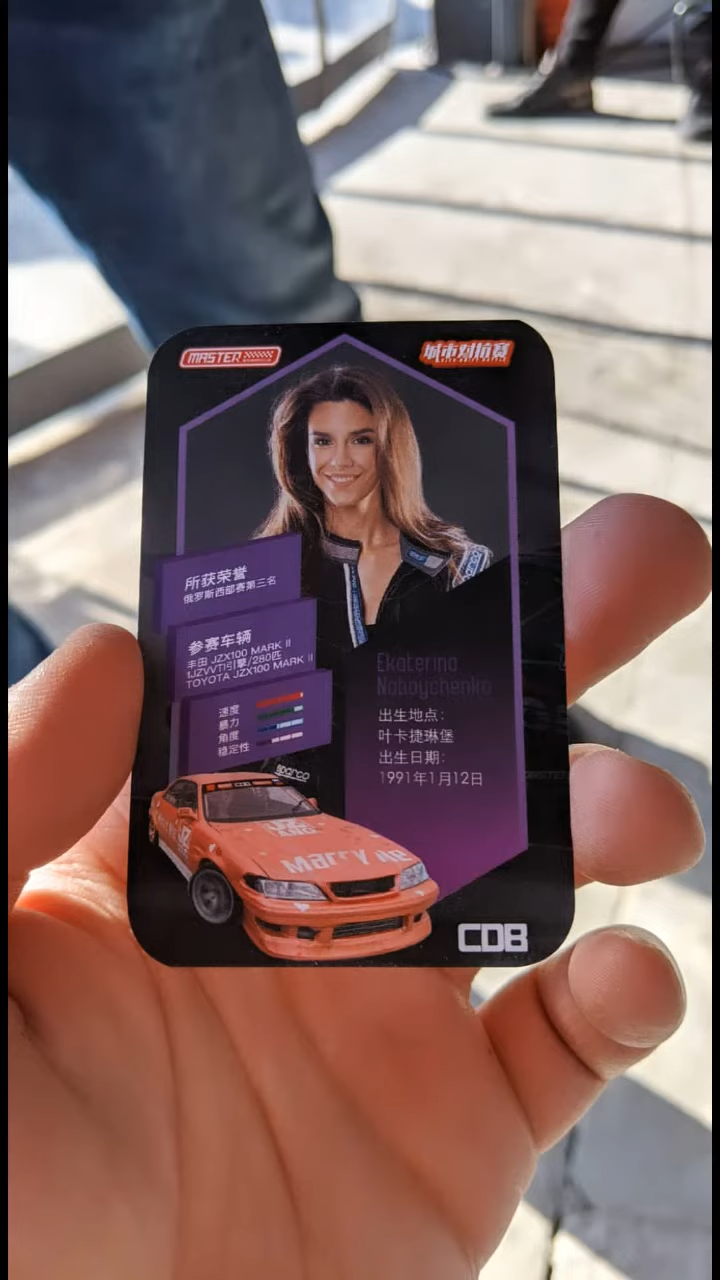 MASTER
城市对抗赛
所获荣誉
俄罗斯西部赛第三名
参赛车辆
丰田 JZX100 MARK II
1JZVVTI引擎/280匹
TOYOTA JZX100 MARK II
速度
暴力
角度
稳定性
Ekaterina
Naboychenko
出生地点：
叶卡捷琳堡
出生日期：
1991年1月12日
sparco
CDB
Marry Me
CDB